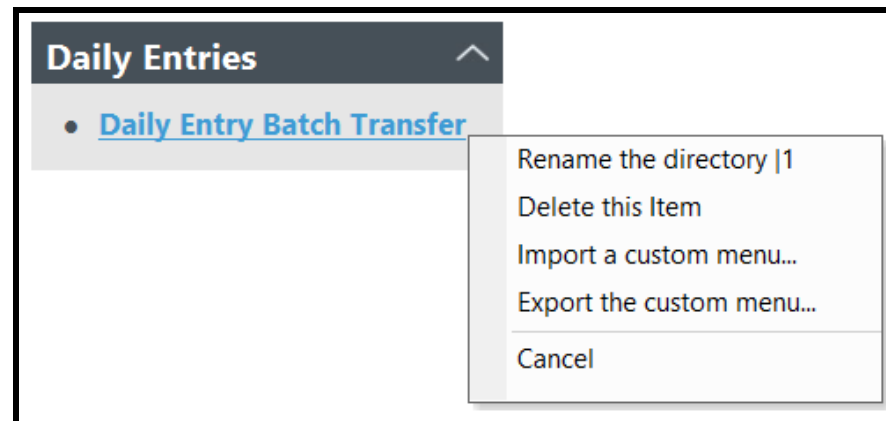 Daily Entries
Daily Entry Batch Transfer
Rename the directory |1
Delete this Item
Import a custom menu...
Export the custom menu...
Cancel